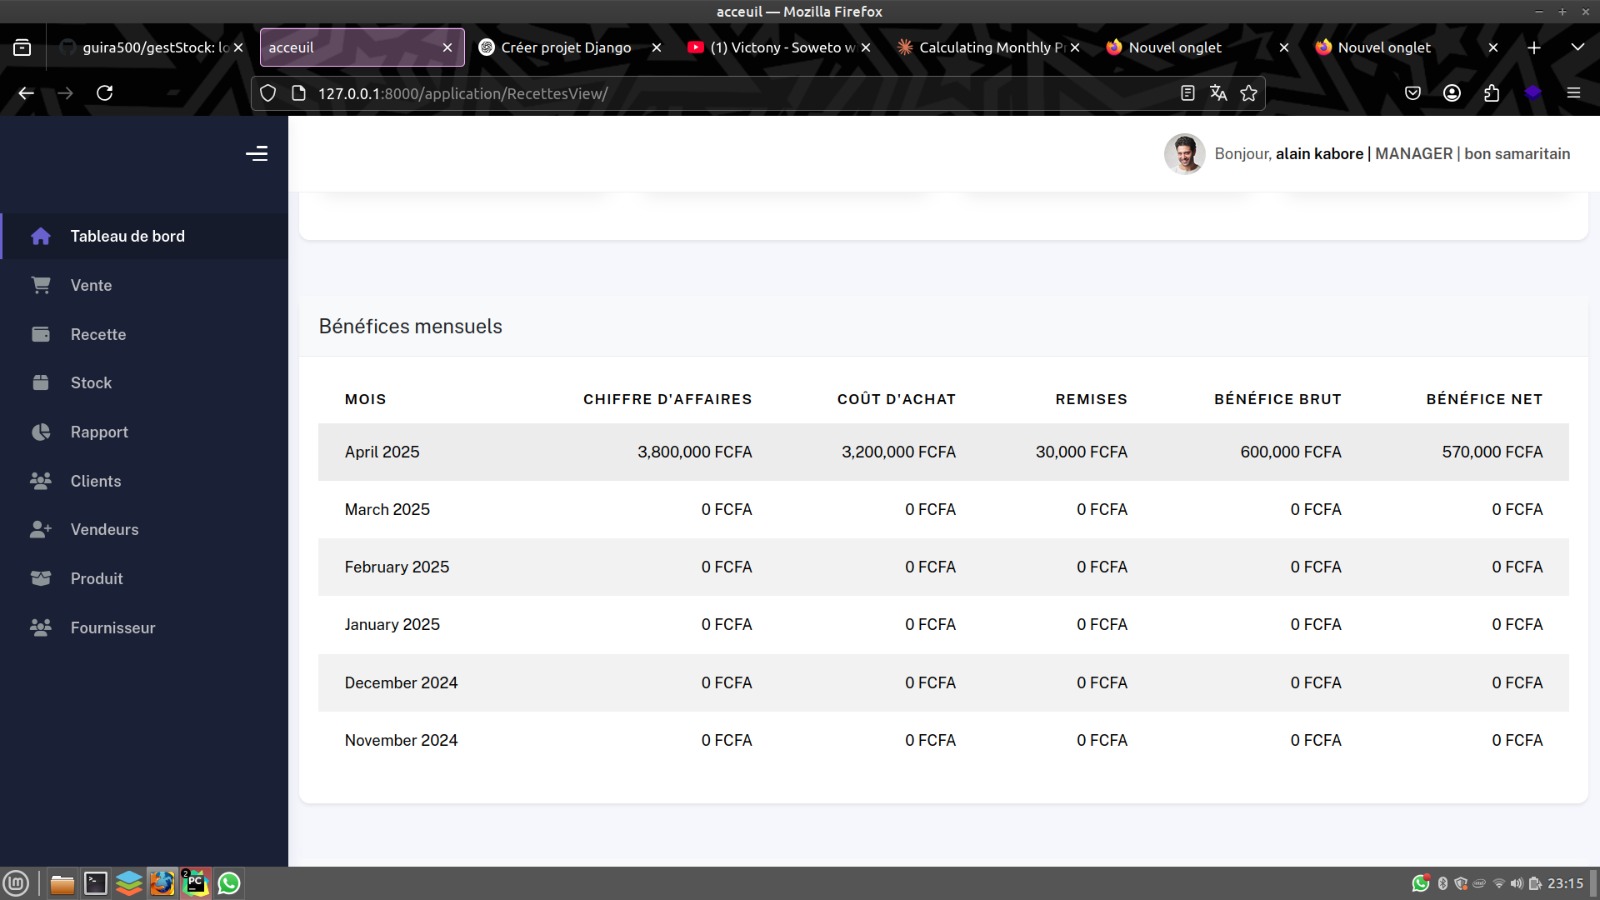 acceuil — Mozilla Firefox
guira500/gestStock: lo
acceuil
Créer projet Django
(1) Victony - Soweto w
Calculating Monthly P
Nouvel onglet
Nouvel onglet
127.0.0.1:8000/application/RecettesView/
Bonjour, alain kabore | MANAGER | bon samaritain
Tableau de bord
Vente
Recette
Stock
Rapport
Clients
Vendeurs
Produit
Fournisseur
Bénéfices mensuels
MOIS CHIFFRE D'AFFAIRES COÛT D'ACHAT REMISES BÉNÉFICE BRUT BÉNÉFICE NET
April 2025 3,800,000 FCFA 3,200,000 FCFA 30,000 FCFA 600,000 FCFA 570,000 FCFA
March 2025 0 FCFA 0 FCFA 0 FCFA 0 FCFA 0 FCFA
February 2025 0 FCFA 0 FCFA 0 FCFA 0 FCFA 0 FCFA
January 2025 0 FCFA 0 FCFA 0 FCFA 0 FCFA 0 FCFA
December 2024 0 FCFA 0 FCFA 0 FCFA 0 FCFA 0 FCFA
November 2024 0 FCFA 0 FCFA 0 FCFA 0 FCFA 0 FCFA
2
PC
23:15